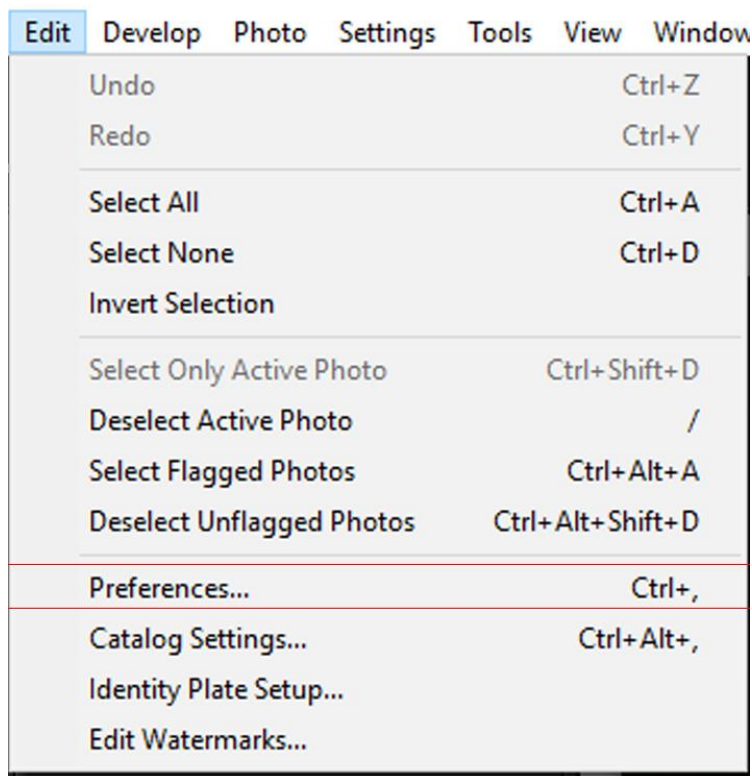 Edit Develop Photo Settings Tools View Window
Undo Ctrl+Z
Redo Ctrl+Y
Select All Ctrl+A
Select None Ctrl+D
Invert Selection
Select Only Active Photo Ctrl+Shift+D
Deselect Active Photo /
Select Flagged Photos Ctrl+Alt+A
Deselect Unflagged Photos Ctrl+Alt+Shift+D
Preferences... Ctrl+,
Catalog Settings... Ctrl+Alt+,
Identity Plate Setup...
Edit Watermarks...